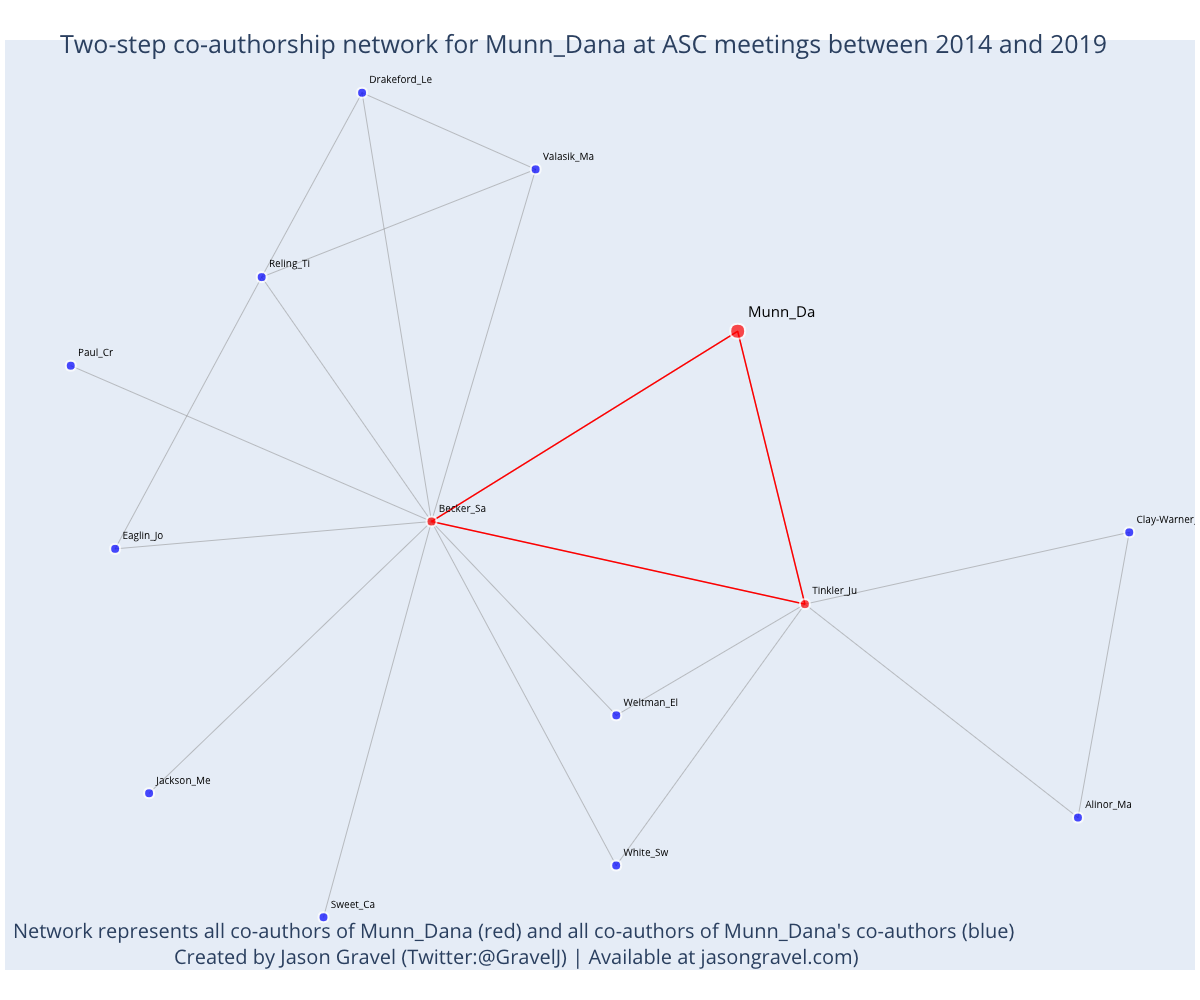 Two-step co-authorship network for Munn_Dana at ASC meetings between 2014 and 2019
Drakeford_Le
Valasik_Ma
Reling_Ti
Munn_Da
Paul_Cr
Becker_Sa
Clay-Warner_
Eaglin_Jo
Tinkler_Ju
Weltman_El
Jackson_Me
Alinor_Ma
White_Sw
Sweet_Ca
Network represents all co-authors of Munn_Dana (red) and all co-authors of Munn_Dana's co-authors (blue)
Created by Jason Gravel (Twitter:@GravelJ) | Available at jasongravel.com)